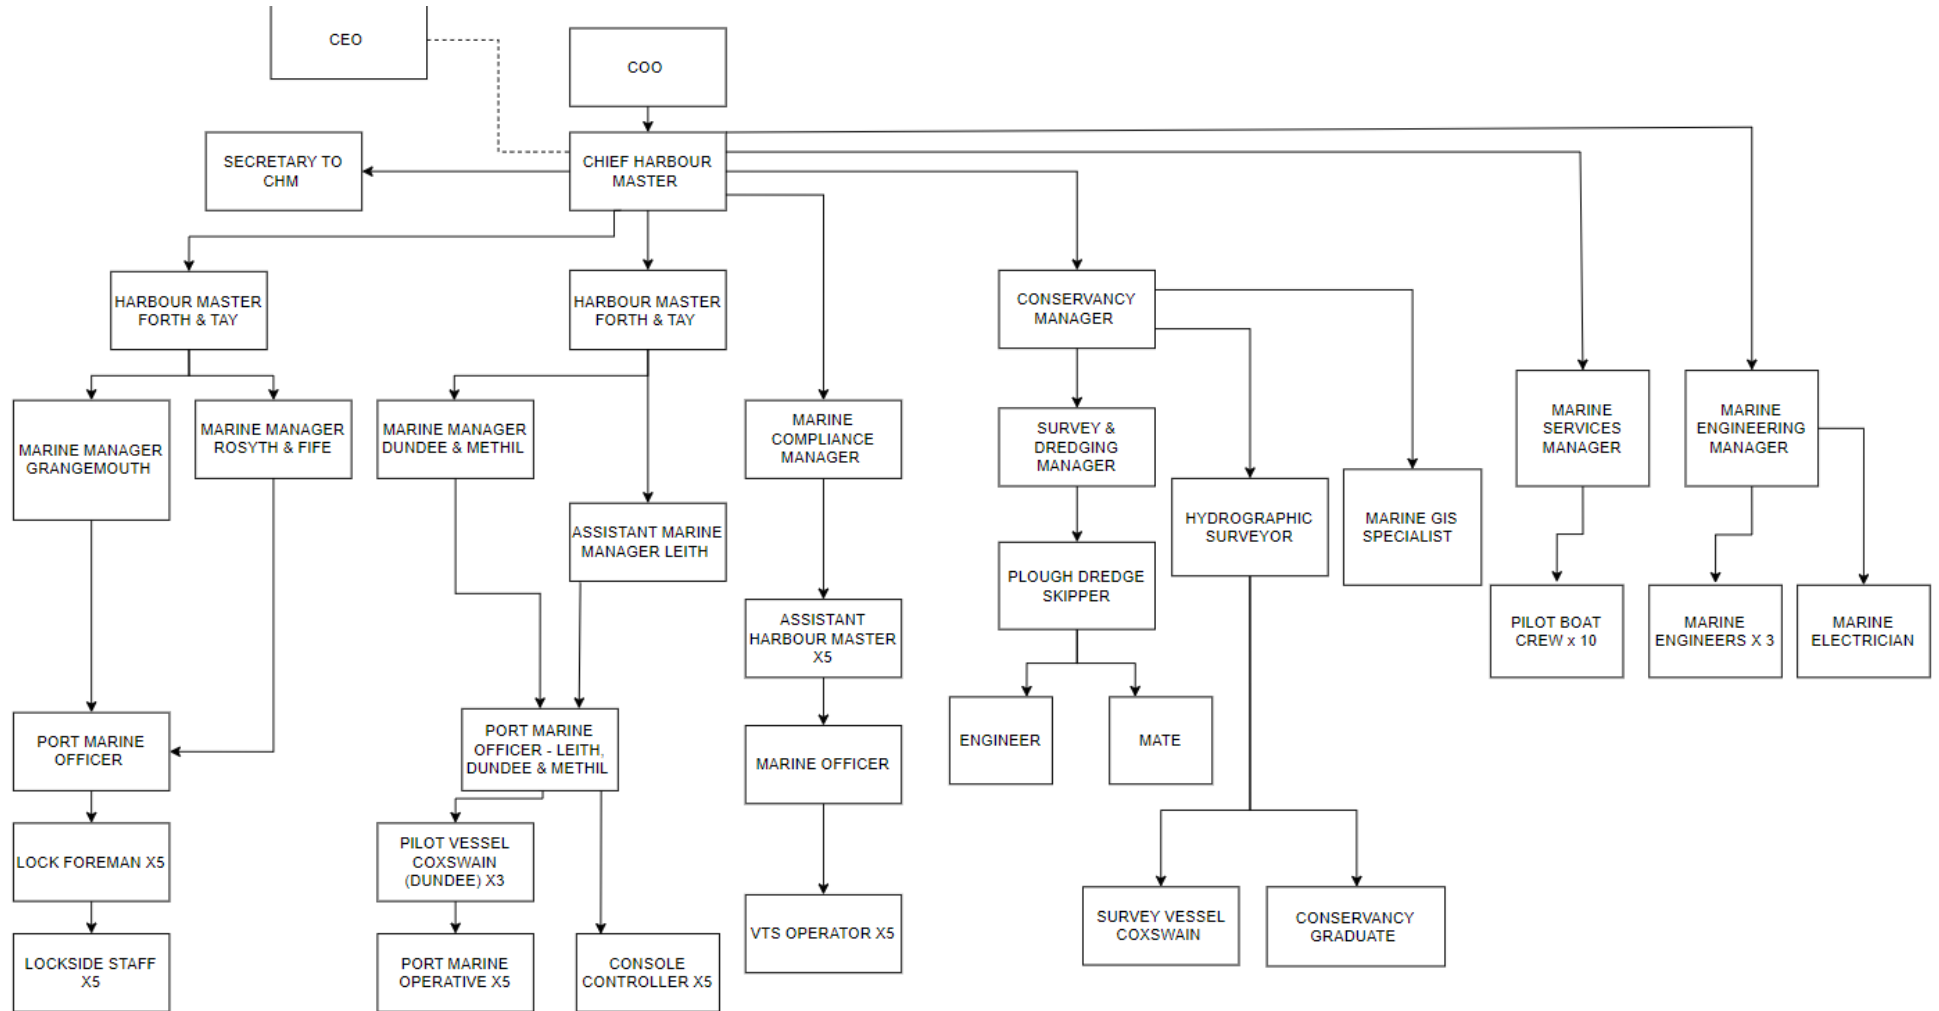 CEO
COO
SECRETARY TO
CHM
CHIEF HARBOUR
MASTER
HARBOUR MASTER
FORTH & TAY
HARBOUR MASTER
FORTH & TAY
CONSERVANCY
MANAGER
MARINE MANAGER
GRANGEMOUTH
MARINE MANAGER
ROSYTH & FIFE
MARINE MANAGER
DUNDEE & METHIL
MARINE
COMPLIANCE
MANAGER
SURVEY &
DREDGING
MANAGER
MARINE
SERVICES
MANAGER
MARINE
ENGINEERING
MANAGER
ASSISTANT MARINE
MANAGER LEITH
HYDROGRAPHIC
SURVEYOR
MARINE GIS
SPECIALIST
PLOUGH DREDGE
SKIPPER
ASSISTANT
HARBOUR MASTER
X5
PILOT BOAT
CREW x 10
MARINE
ENGINEERS X 3
MARINE
ELECTRICIAN
PORT MARINE
OFFICER
PORT MARINE
OFFICER - LEITH,
DUNDEE & METHIL
MARINE OFFICER
ENGINEER
MATE
LOCK FOREMAN X5
PILOT VESSEL
COXSWAIN
(DUNDEE) X3
VTS OPERATOR X5
SURVEY VESSEL
COXSWAIN
CONSERVANCY
GRADUATE
LOCKSIDE STAFF
X5
PORT MARINE
OPERATIVE X5
CONSOLE
CONTROLLER X5